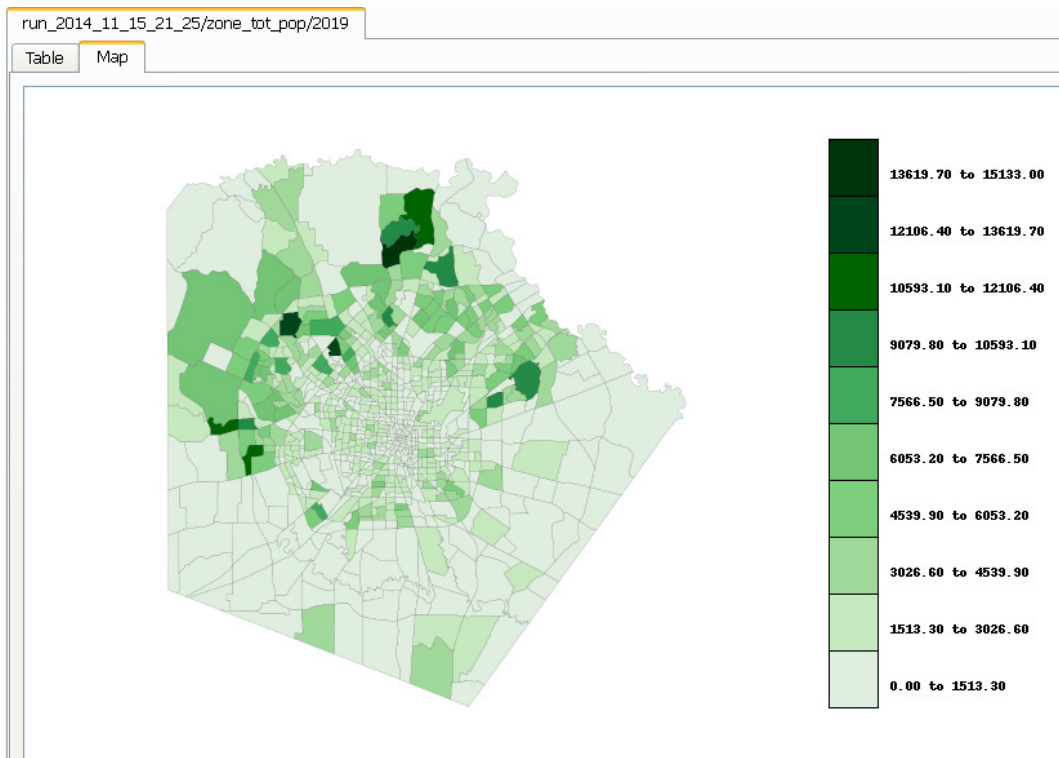 run_2014_11_15_21_25/zone_tot_pop/2019
Table
Map
13619.70 to 15133.00
12106.40 to 13619.70
10593.10 to 12106.40
9079.80 to 10593.10
7566.50 to 9079.80
6053.20 to 7566.50
4539.90 to 6053.20
3026.60 to 4539.90
1513.30 to 3026.60
0.00 to 1513.30